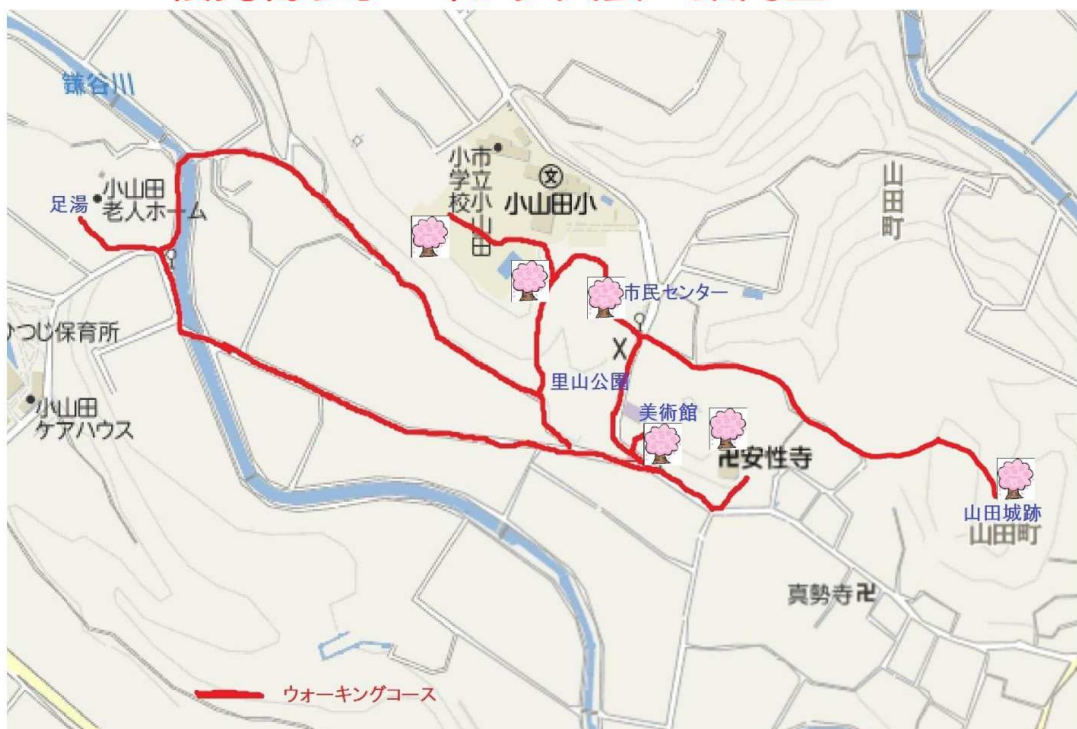 鎌谷川
足湯
小山田
老人ホーム
市立小山田
小学校
小山田小
山田町
市民センター
つじ保育所
小山田
ケアハウス
里山公園
美術館
安性寺
山田城跡
山田町
真勢寺
ウォーキングコース